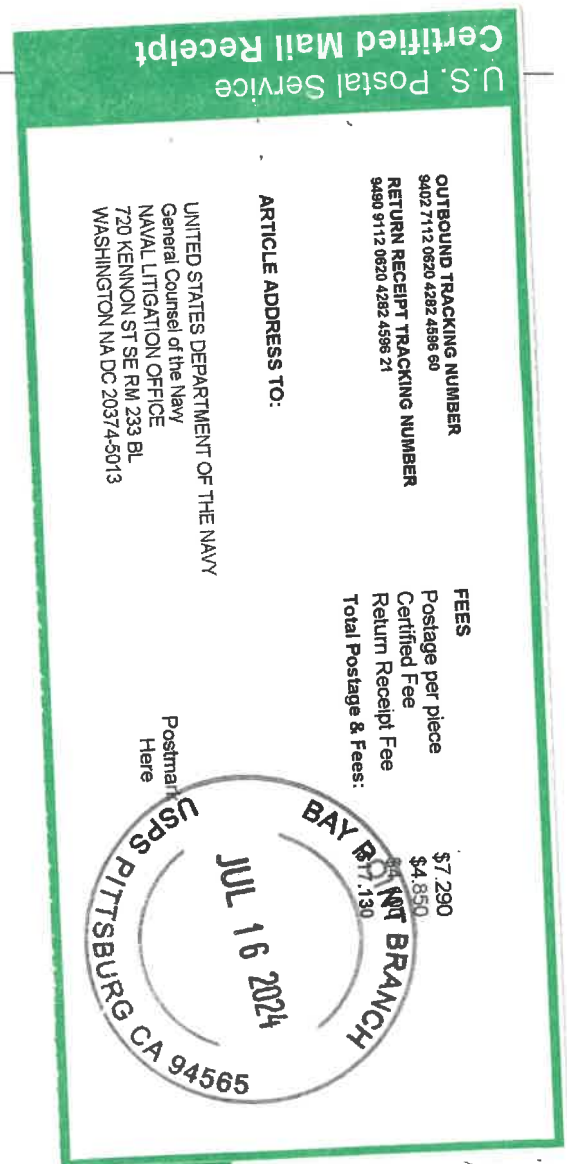 U.S. Postal Service
Certified Mail Receipt
OUTBOUND TRACKING NUMBER
9402 7112 0620 4282 4596 60
RETURN RECEIPT TRACKING NUMBER
9490 9112 0620 4282 4596 21
ARTICLE ADDRESS TO:
UNITED STATES DEPARTMENT OF THE NAVY
General Counsel of the Navy
NAVAL LITIGATION OFFICE
720 KENNON ST SE RM 233 BL
WASHINGTON NA DC 20374-5013
FEES
Postage per piece $7.290
Certified Fee $4.850
Return Receipt Fee
Total Postage & Fees: $17.130
Postmark
Here
BAY POINT BRANCH
JUL 16 2024
USPS PITTSBURG CA 94565